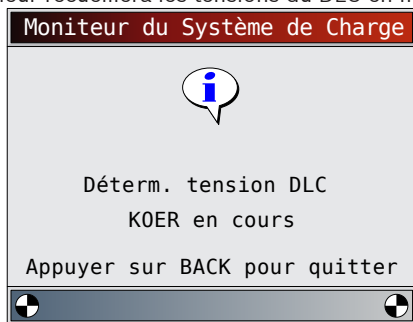 Moniteur du Système de Charge
i
Déterm. tension DLC
KOER en cours
Appuyer sur BACK pour quitter